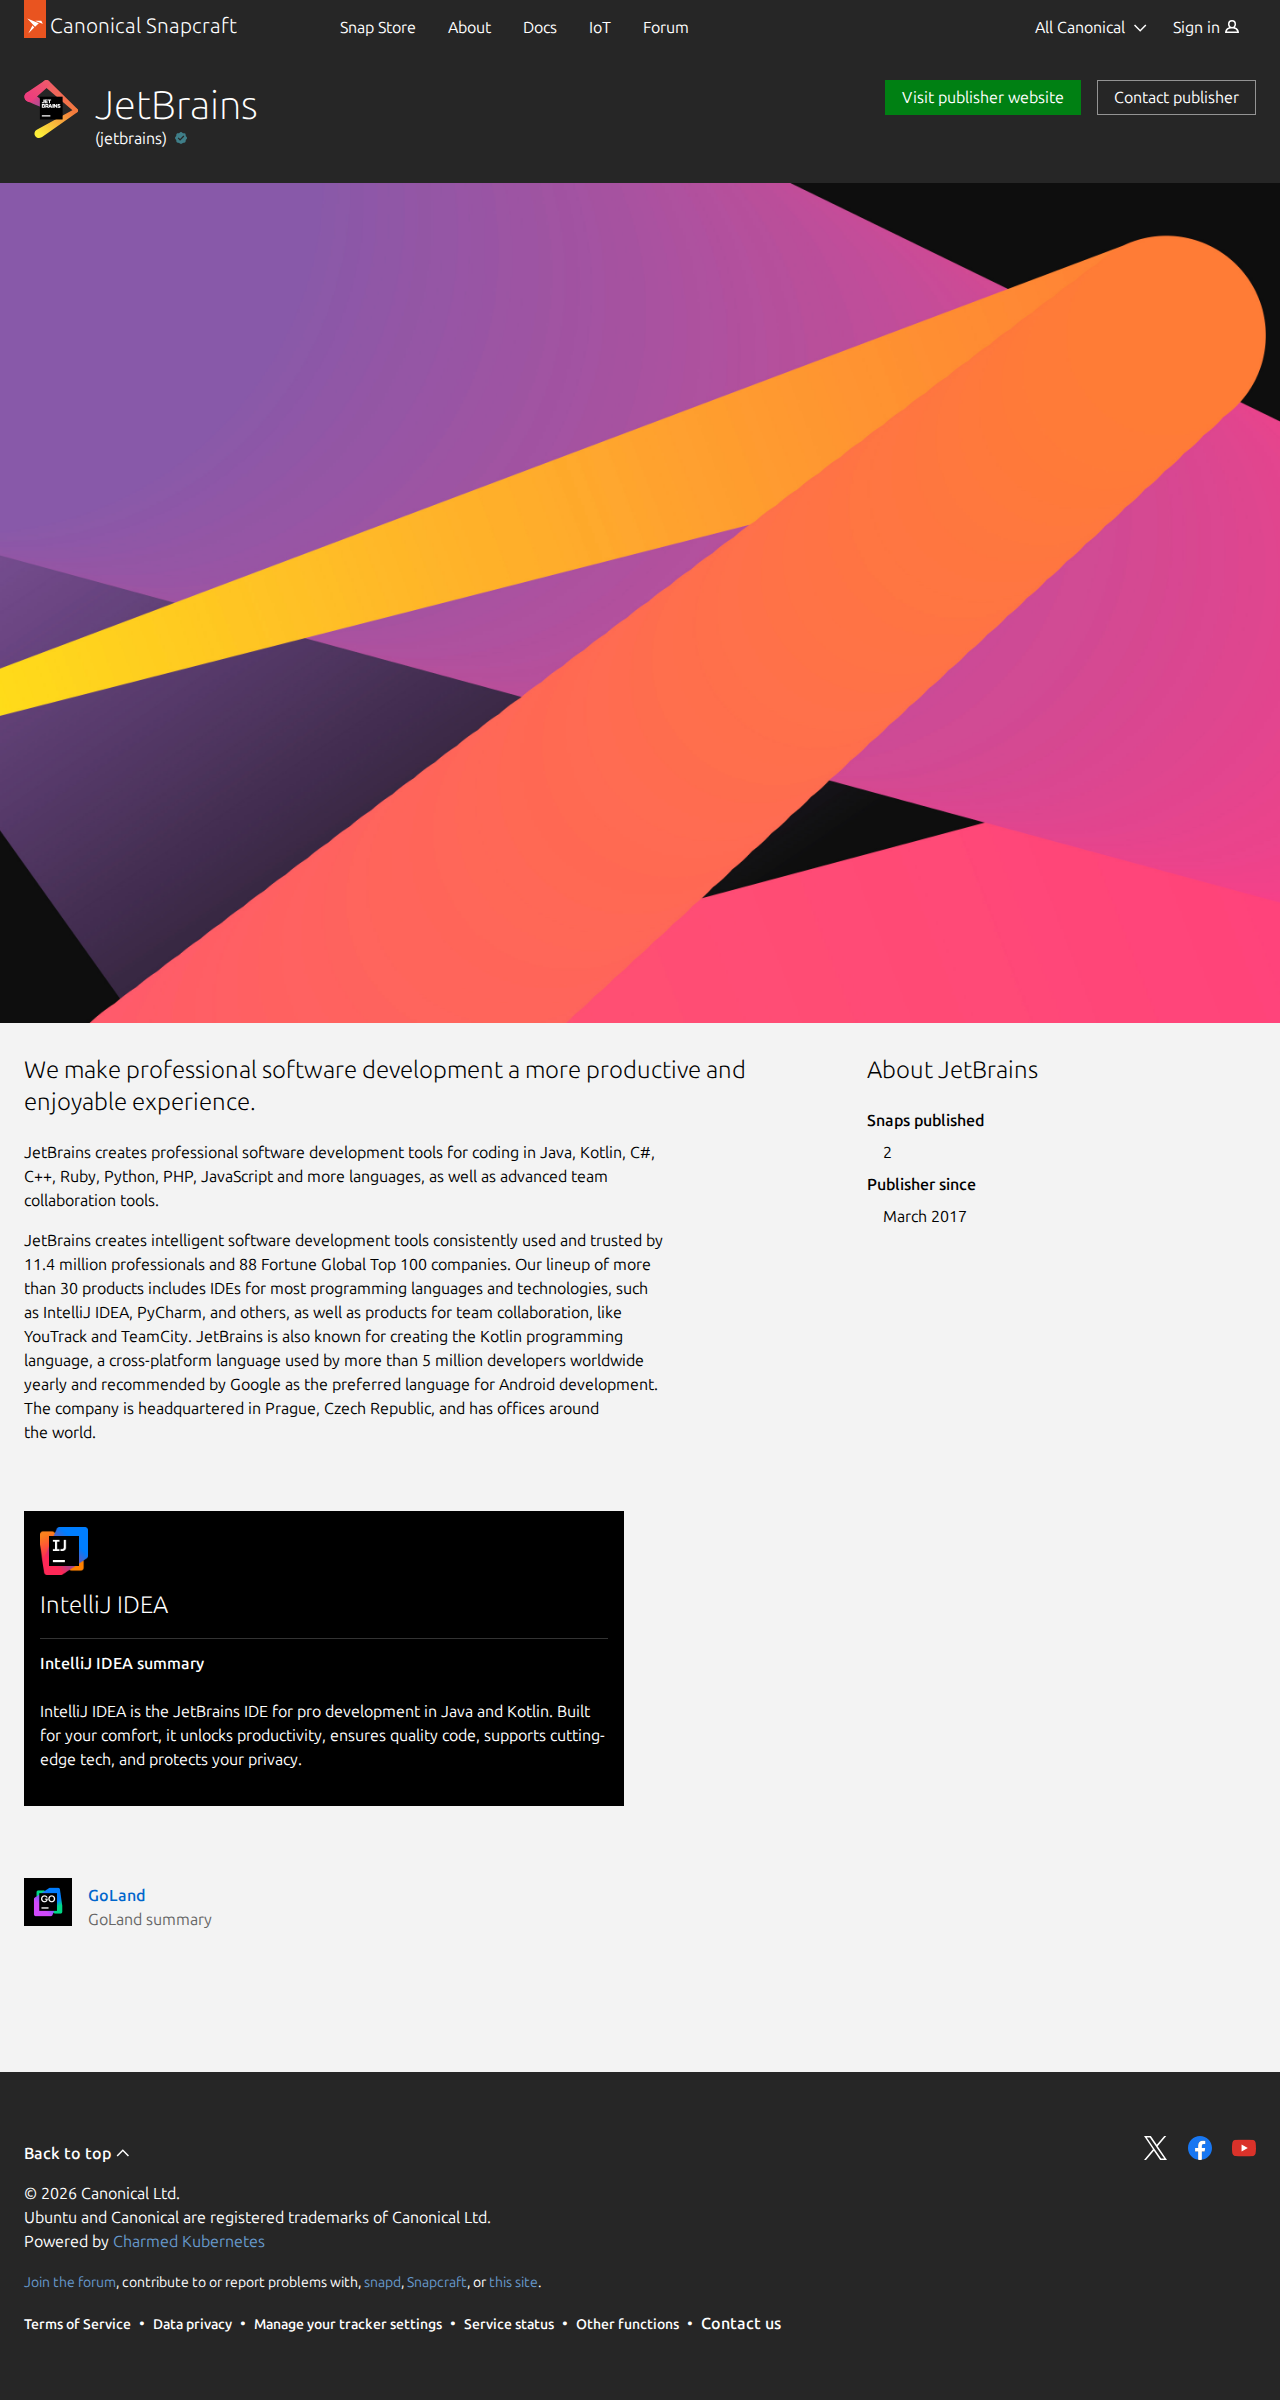 Canonical Snapcraft
Snap Store
About
Docs
IoT
Forum
All Canonical
Sign in
JET
BRAINS
JetBrains
(jetbrains)
Visit publisher website
Contact publisher
We make professional software development a more productive and
enjoyable experience.
JetBrains creates professional software development tools for coding in Java, Kotlin, C#,
C++, Ruby, Python, PHP, JavaScript and more languages, as well as advanced team
collaboration tools.
JetBrains creates intelligent software development tools consistently used and trusted by
11.4 million professionals and 88 Fortune Global Top 100 companies. Our lineup of more
than 30 products includes IDEs for most programming languages and technologies, such
as IntelliJ IDEA, PyCharm, and others, as well as products for team collaboration, like
YouTrack and TeamCity. JetBrains is also known for creating the Kotlin programming
language, a cross-platform language used by more than 5 million developers worldwide
yearly and recommended by Google as the preferred language for Android development.
The company is headquartered in Prague, Czech Republic, and has offices around
the world.
About JetBrains
Snaps published
2
Publisher since
March 2017
IJ
IntelliJ IDEA
IntelliJ IDEA summary
IntelliJ IDEA is the JetBrains IDE for pro development in Java and Kotlin. Built
for your comfort, it unlocks productivity, ensures quality code, supports cutting-
edge tech, and protects your privacy.
GO
GoLand
GoLand summary
Back to top
© 2026 Canonical Ltd.
Ubuntu and Canonical are registered trademarks of Canonical Ltd.
Powered by Charmed Kubernetes
Join the forum, contribute to or report problems with, snapd, Snapcraft, or this site.
Terms of Service • Data privacy • Manage your tracker settings • Service status • Other functions • Contact us